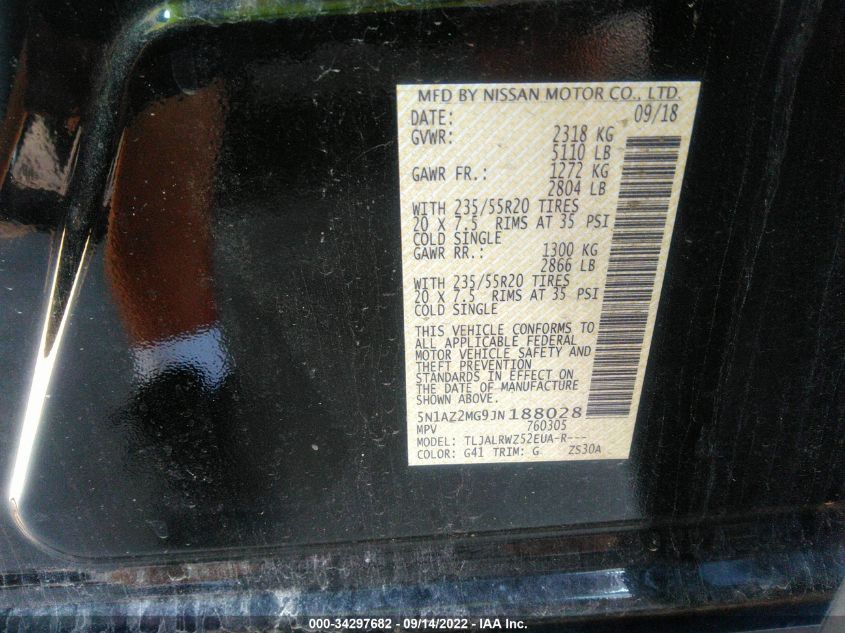 MFD BY NISSAN MOTOR CO., LTD.
DATE: 09/18
GVWR: 2318 KG
5110 LB
GAWR FR.: 1272 KG
2804 LB
WITH 235/55R20 TIRES
20 X 7.5 RIMS AT 35 PSI
COLD SINGLE
GAWR RR.: 1300 KG
2866 LB
WITH 235/55R20 TIRES
20 X 7.5 RIMS AT 35 PSI
COLD SINGLE
THIS VEHICLE CONFORMS TO
ALL APPLICABLE FEDERAL
MOTOR VEHICLE SAFETY AND
THEFT PREVENTION
STANDARDS IN EFFECT ON
THE DATE OF MANUFACTURE
SHOWN ABOVE.
5N1AZ2MG9JN188028
MPV 760305
MODEL: TLJALRWZ52EUA-R---
COLOR: G41 TRIM: G ZS30A
000-34297682 - 09/14/2022 - IAA Inc.